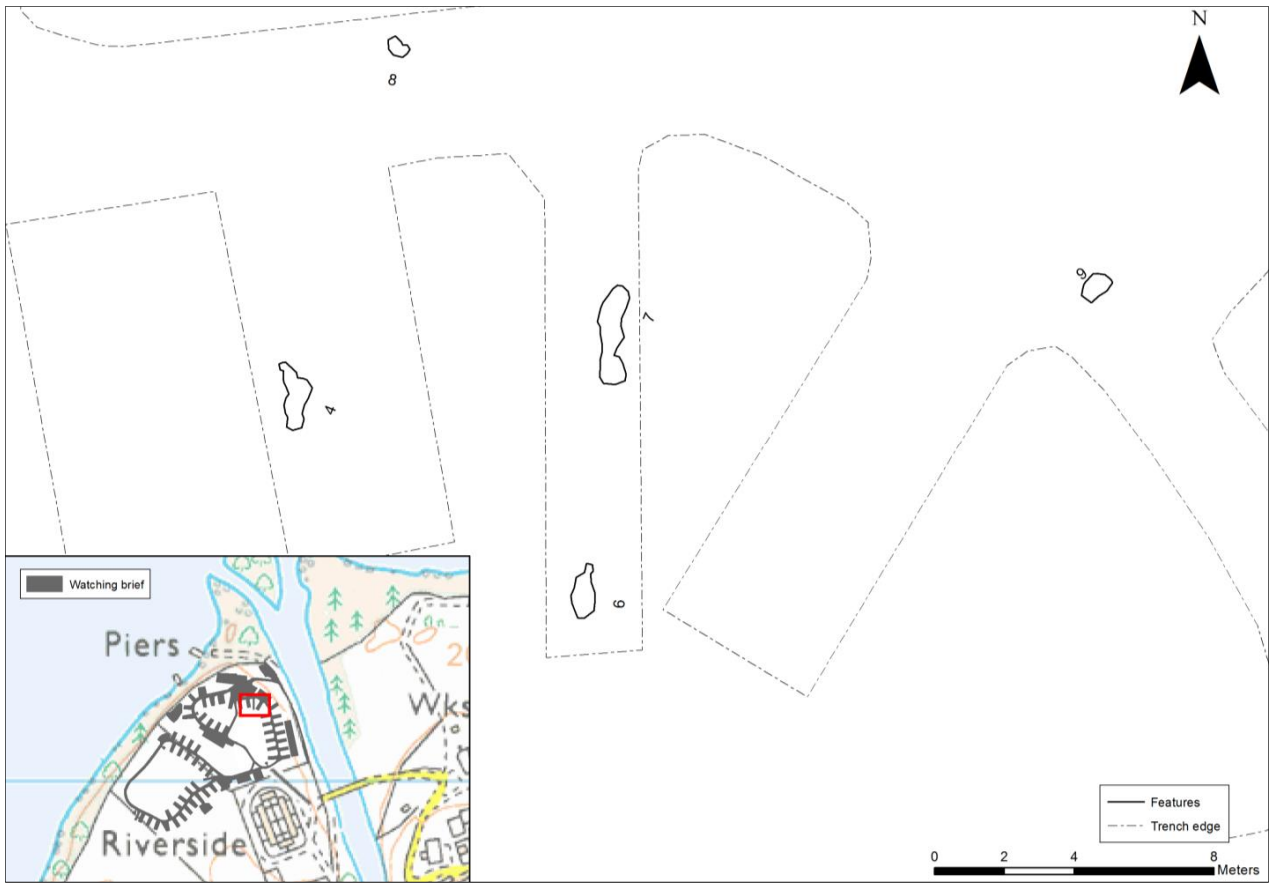 N
8
9
7
4
6
Watching brief
Piers
Wks
Riverside
Features
Trench edge
0 2 4 8
Meters